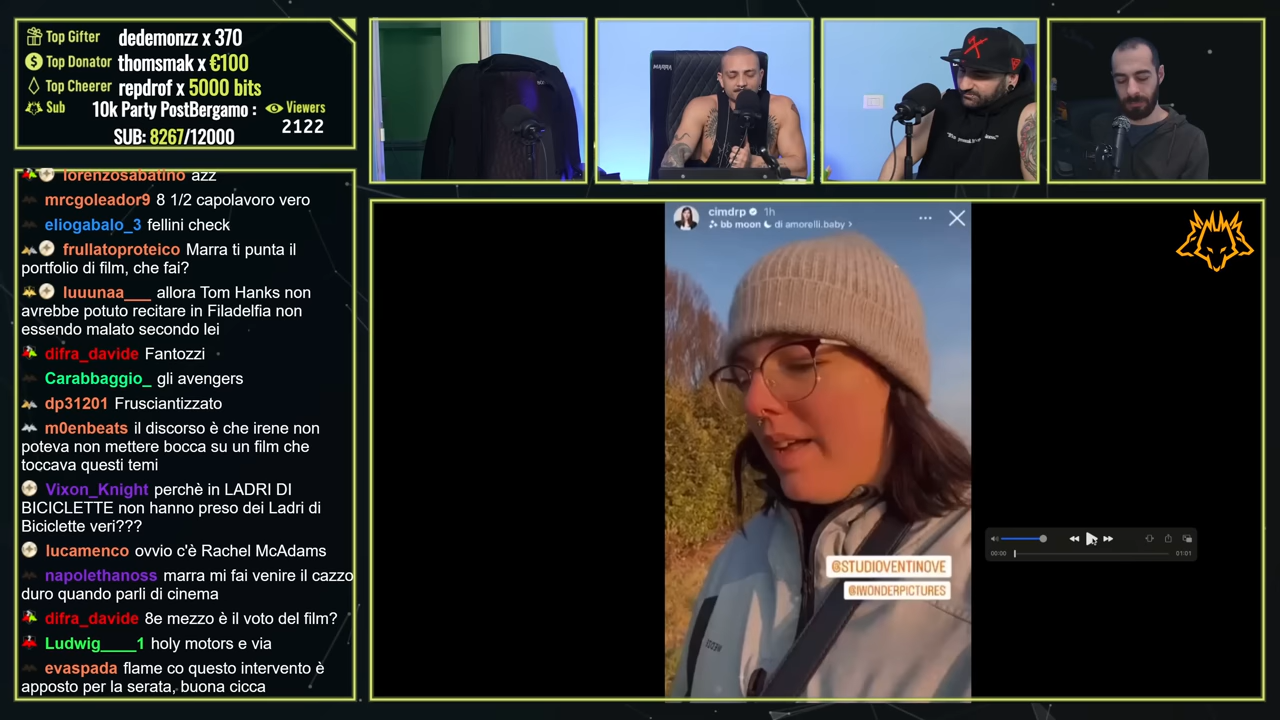 Top Gifter dedemonzz x 370
Top Donator thomsmak x €100
Top Cheerer repdrof x 5000 bits
Sub 10k Party PostBergamo :
SUB: 8267/12000
Viewers
2122
lorenzosabatino azz
mrcgoleador9 8 1/2 capolavoro vero
eliogabalo_3 fellini check
frullatoproteico Marra ti punta il
portfolio di film, che fai?
luuunaa___ allora Tom Hanks non
avrebbe potuto recitare in Filadelfia non
essendo malato secondo lei
difra_davide Fantozzi
Carabbaggio_ gli avengers
dp31201 Frusciantizzato
m0enbeats il discorso è che irene non
poteva non mettere bocca su un film che
toccava questi temi
Vixon_Knight perchè in LADRI DI
BICICLETTE non hanno preso dei Ladri di
Biciclette veri???
lucamenco ovvio c'è Rachel McAdams
napolethanoss marra mi fai venire il cazzo
duro quando parli di cinema
difra_davide 8e mezzo è il voto del film?
Ludwig____1 holy motors e via
evaspada flame co questo intervento è
apposto per la serata, buona cicca
MARRA
cimdrp 1h
bb moon di amorelli.baby >
@STUDIOVENTINOVE
@IWONDERPICTURES
00:00
01:01